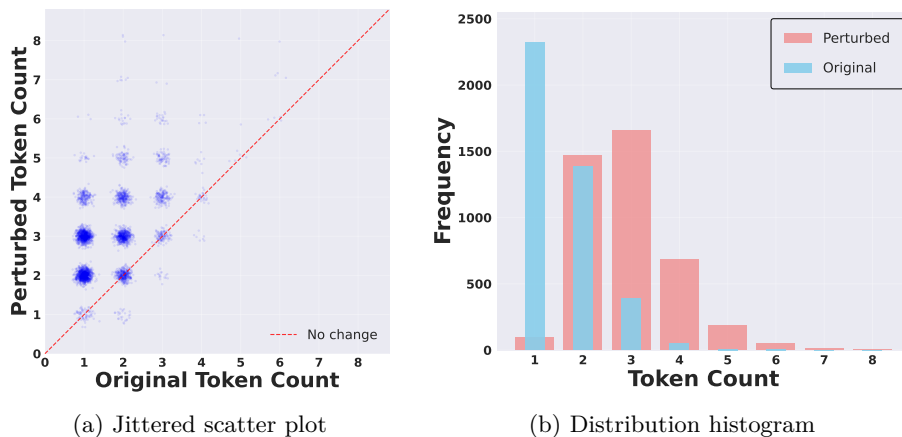 Perturbed Token Count
8
7
6
5
4
3
2
1
0
0 1 2 3 4 5 6 7 8
No change
Original Token Count
(a) Jittered scatter plot
Frequency
2500
2000
1500
1000
500
0
1 2 3 4 5 6 7 8
Perturbed
Original
Token Count
(b) Distribution histogram